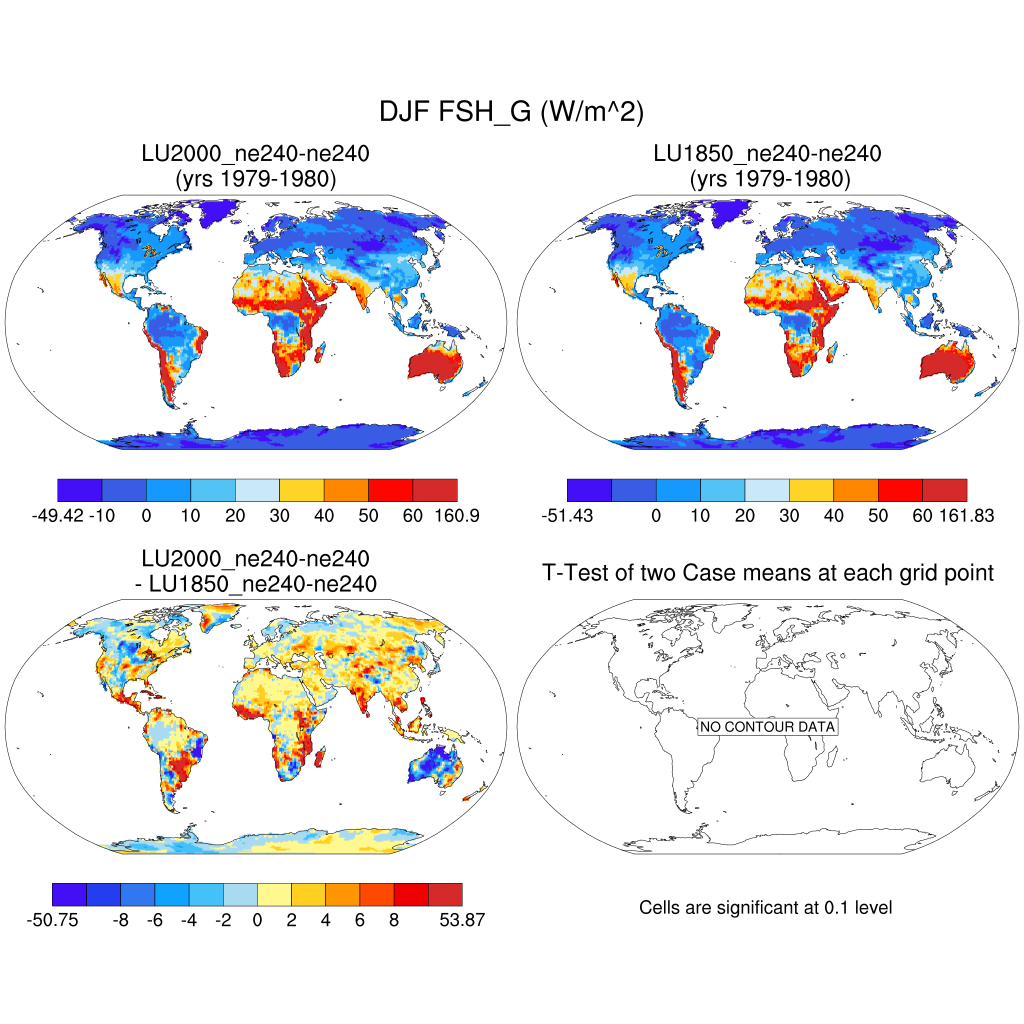 DJF FSH_G (W/m^2)
LU2000_ne240-ne240
(yrs 1979-1980)
LU1850_ne240-ne240
(yrs 1979-1980)
-49.42 -10 0 10 20 30 40 50 60 160.9
-51.43 0 10 20 30 40 50 60 161.83
LU2000_ne240-ne240
- LU1850_ne240-ne240
T-Test of two Case means at each grid point
NO CONTOUR DATA
-50.75 -8 -6 -4 -2 0 2 4 6 8 53.87
Cells are significant at 0.1 level